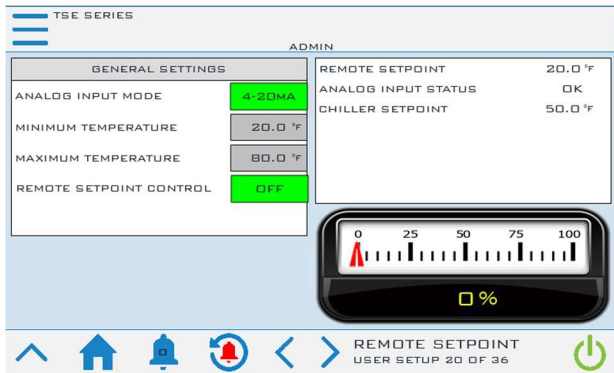 TSE SERIES
ADMIN
GENERAL SETTINGS
ANALOG INPUT MODE 4-20MA
MINIMUM TEMPERATURE 20.0 °F
MAXIMUM TEMPERATURE 80.0 °F
REMOTE SETPOINT CONTROL OFF
REMOTE SETPOINT 20.0 °F
ANALOG INPUT STATUS OK
CHILLER SETPOINT 50.0 °F
0 25 50 75 100
0 %
0
REMOTE SETPOINT
USER SETUP 20 OF 36